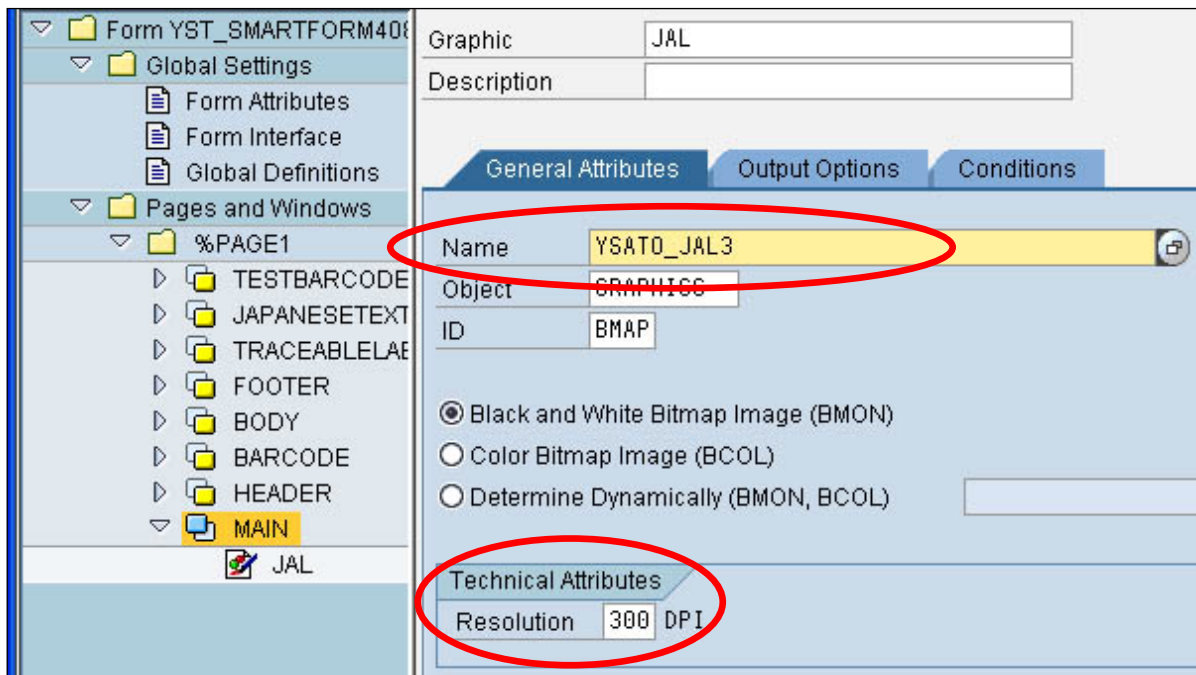 Form YST_SMARTFORM408
Global Settings
Form Attributes
Form Interface
Global Definitions
Pages and Windows
%PAGE1
TESTBARCODE
JAPANESETEXT
TRACEABLELAE
FOOTER
BODY
BARCODE
HEADER
MAIN
JAL
Graphic JAL
Description
General Attributes Output Options Conditions
Name YSATO_JAL3
Object GRAPHICS
ID BMAP
Black and White Bitmap Image (BMON)
Color Bitmap Image (BCOL)
Determine Dynamically (BMON, BCOL)
Technical Attributes
Resolution 300 DPI